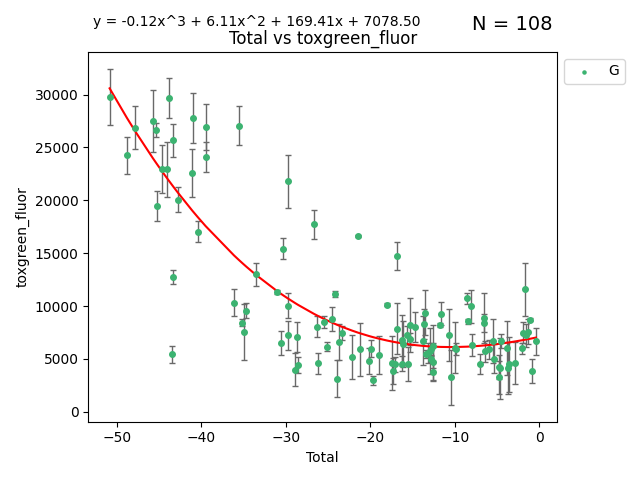 y = -0.12x^3 + 6.11x^2 + 169.41x + 7078.50
N = 108
Total vs toxgreen_fluor
G
30000
25000
20000
15000
10000
5000
0
toxgreen_fluor
−50 −40 −30 −20 −10 0
Total